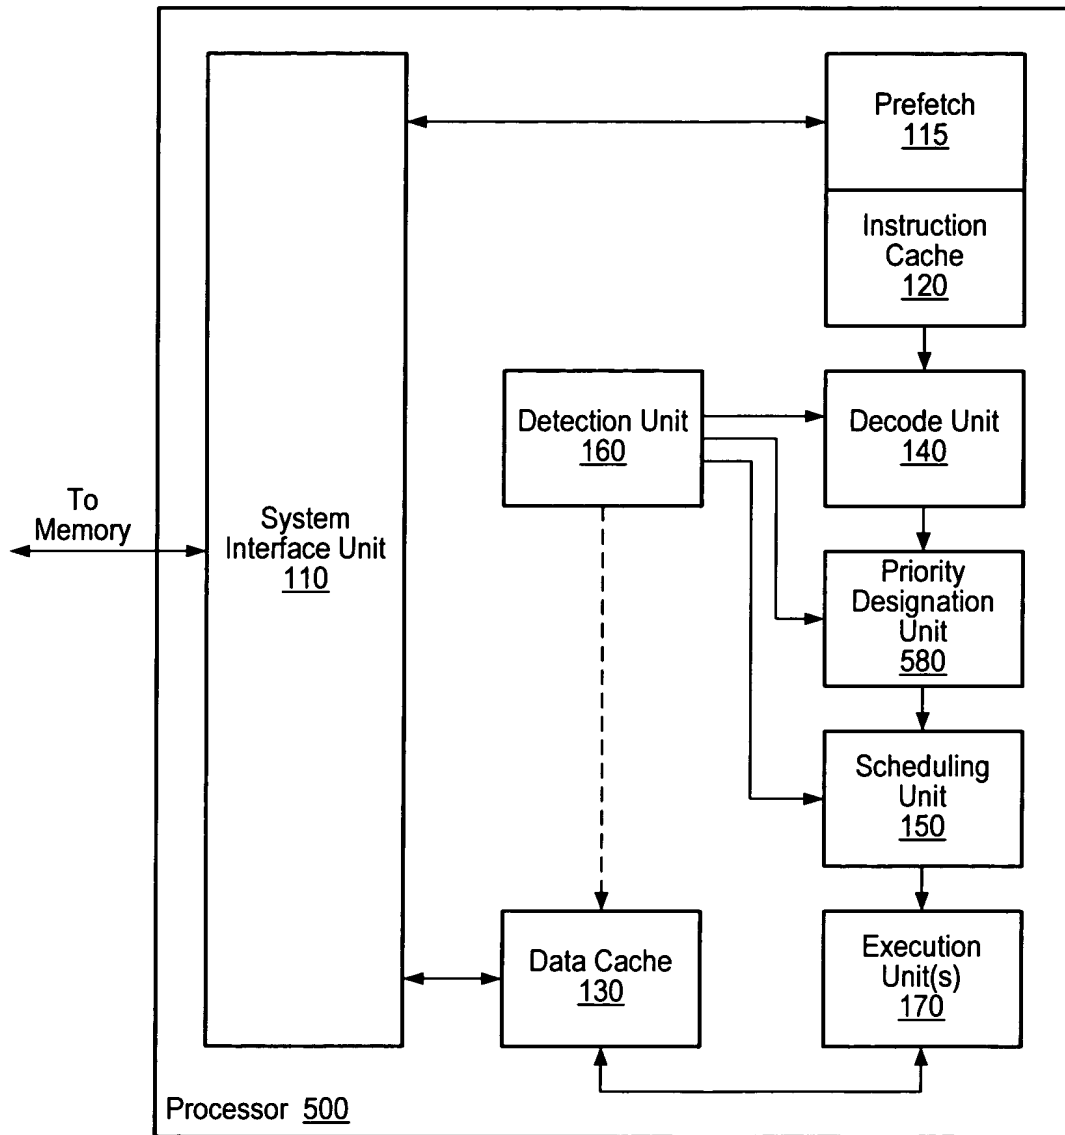 Prefetch
115
Instruction
Cache
120
Detection Unit
160
Decode Unit
140
To
Memory
System
Interface Unit
110
Priority
Designation
Unit
580
Scheduling
Unit
150
Data Cache
130
Execution
Unit(s)
170
Processor 500